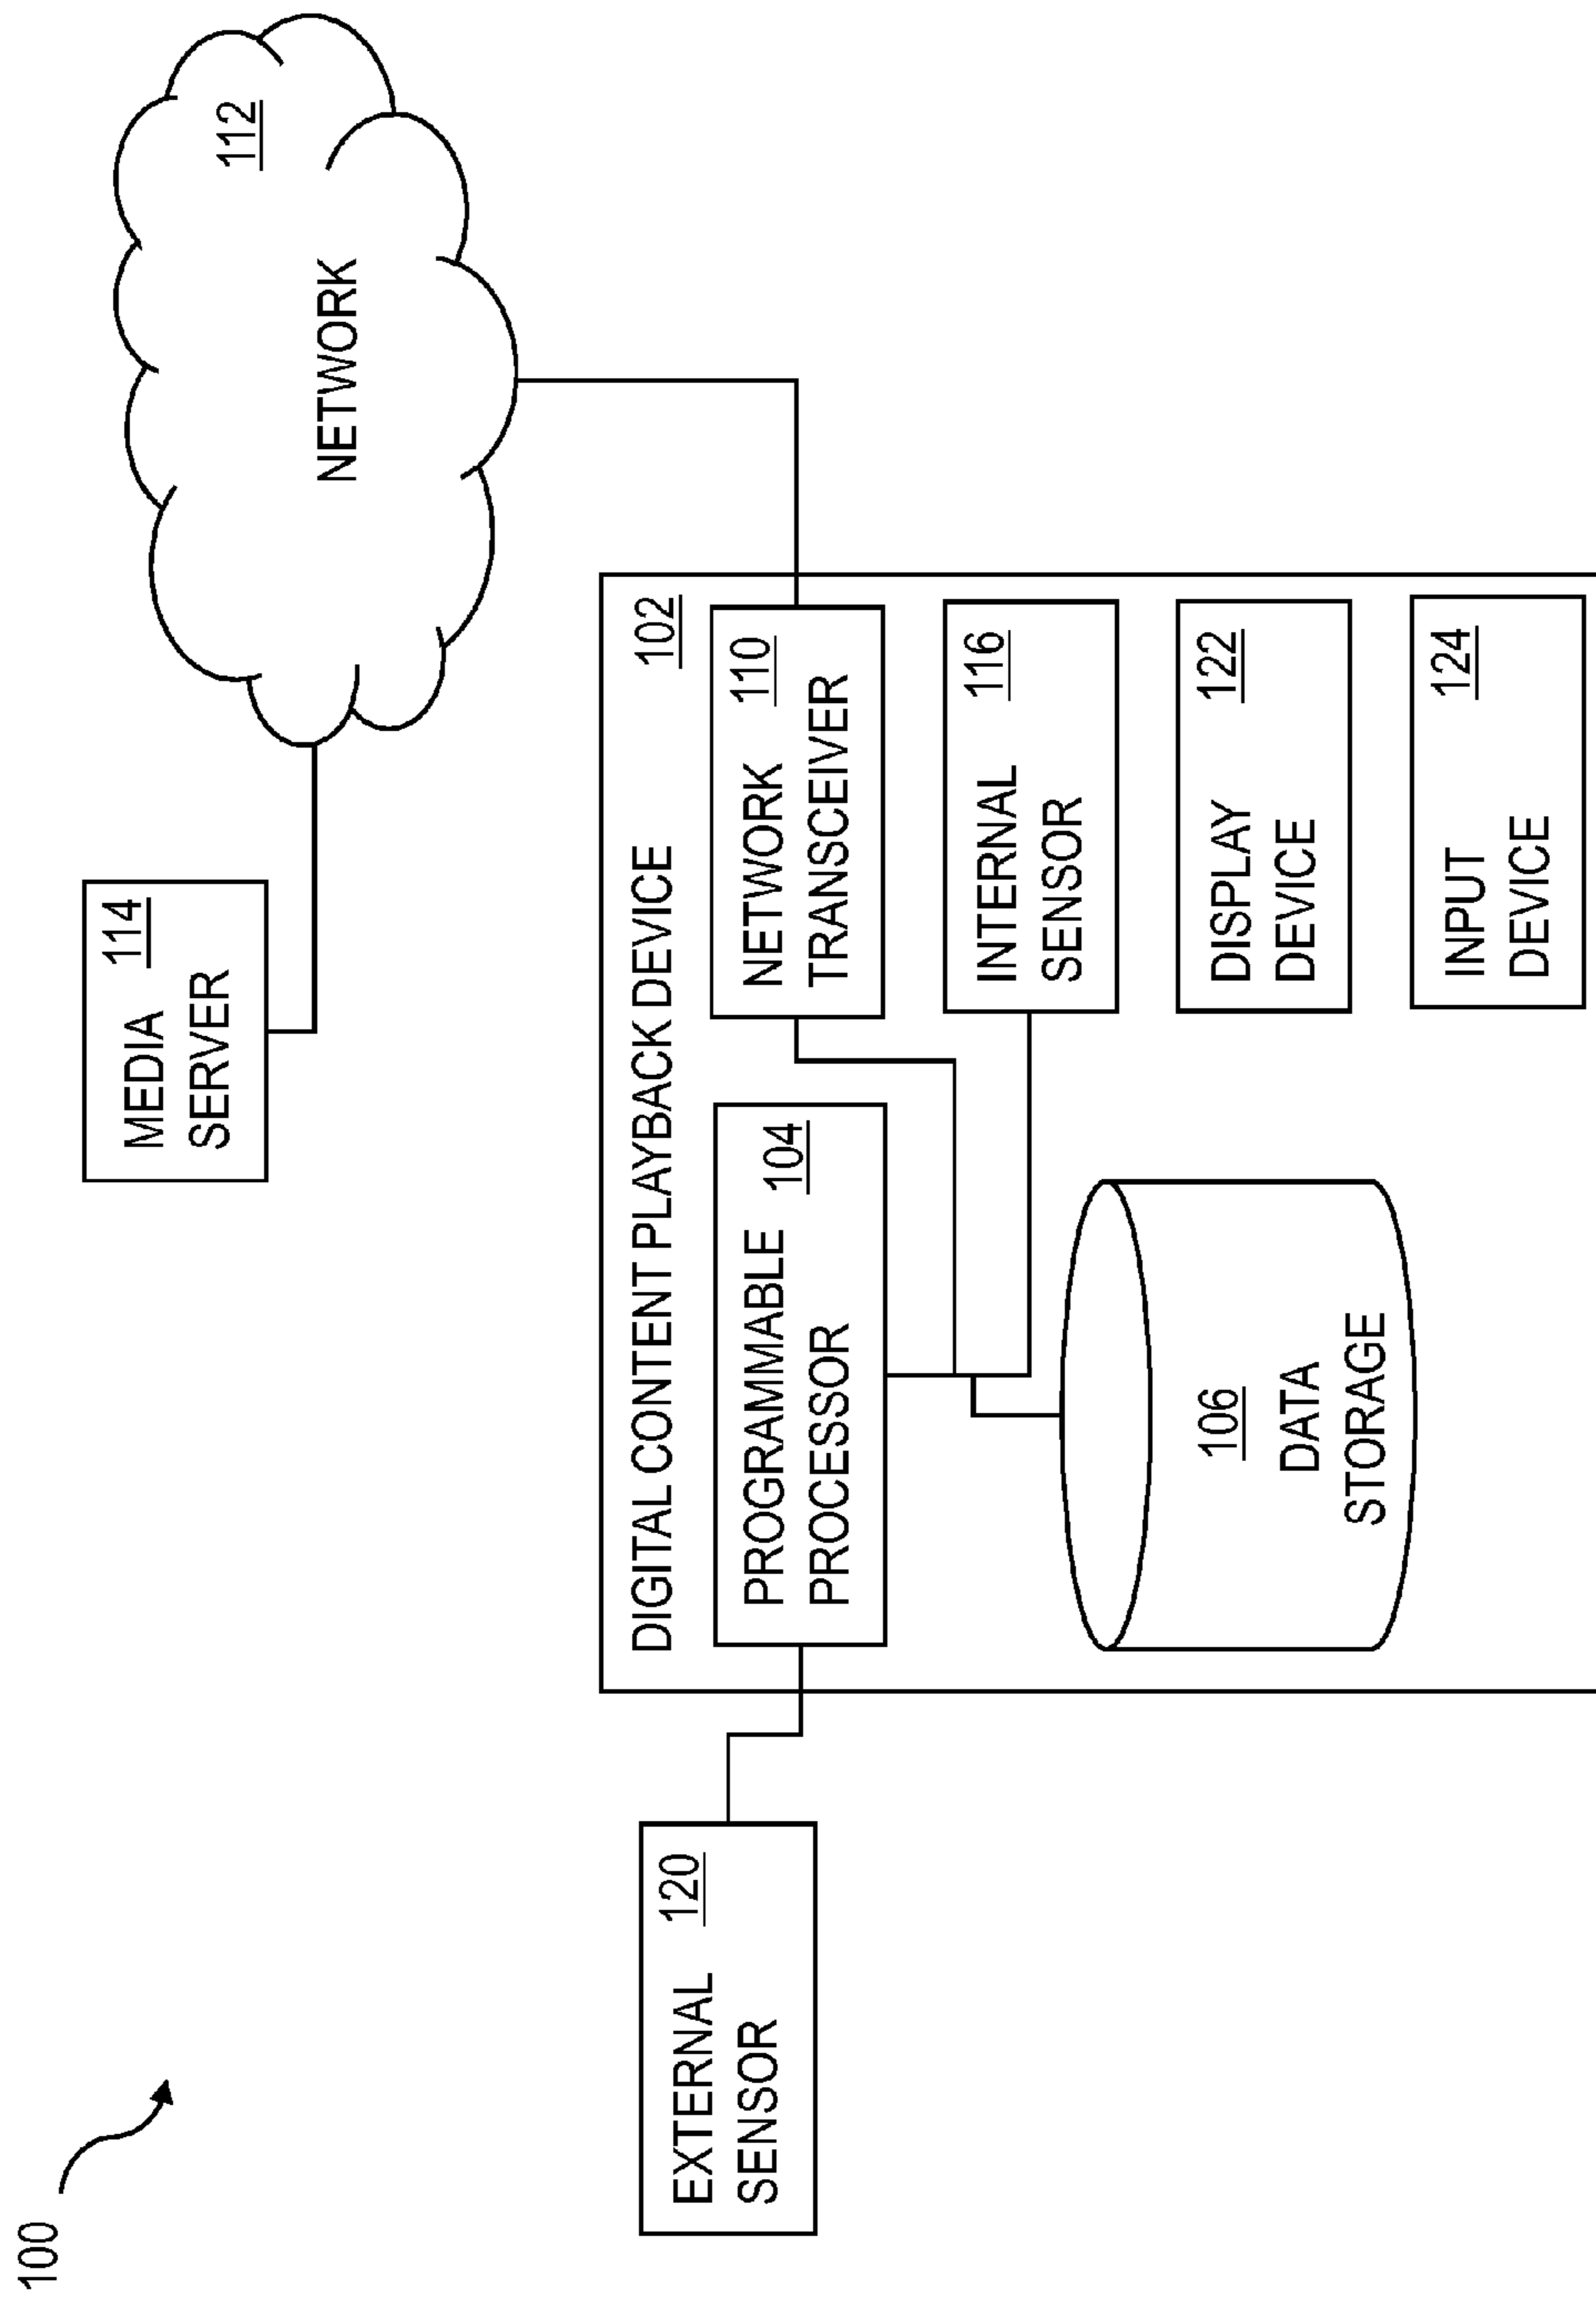 100
MEDIA 114
SERVER
NETWORK
112
EXTERNAL 120
SENSOR
DIGITAL CONTENT PLAYBACK DEVICE 102
PROGRAMMABLE 104
PROCESSOR
NETWORK 110
TRANSCEIVER
INTERNAL 116
SENSOR
106
DATA
STORAGE
DISPLAY 122
DEVICE
INPUT 124
DEVICE